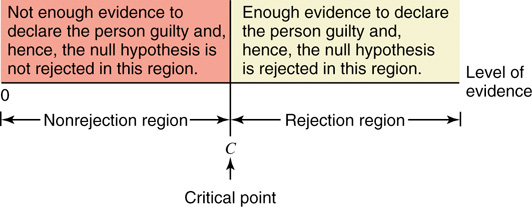 Not enough evidence to
declare the person guilty and,
hence, the null hypothesis is
not rejected in this region.
Enough evidence to declare
the person guilty and,
hence, the null hypothesis
is rejected in this region.
Level of
evidence
0
Nonrejection region
Rejection region
C
Critical point